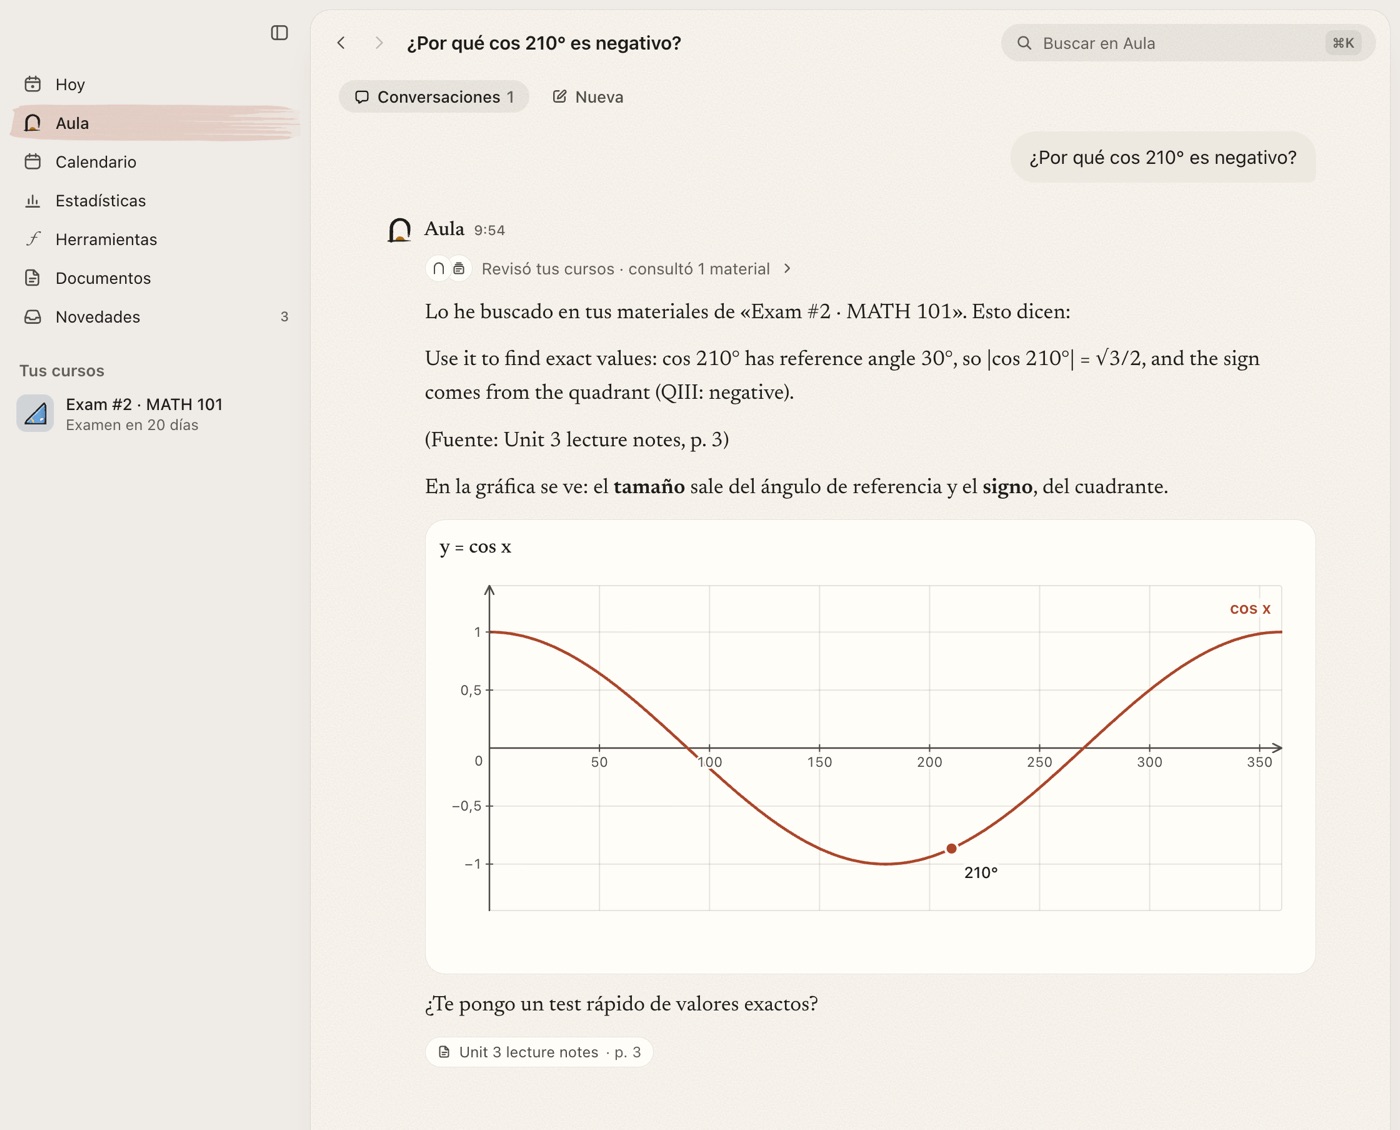 ¿Por qué cos 210° es negativo?
Buscar en Aula
⌘K
Hoy
Aula
Calendario
Estadísticas
Herramientas
Documentos
Novedades 3
Tus cursos
Exam #2 · MATH 101
Examen en 20 días
Conversaciones 1
Nueva
¿Por qué cos 210° es negativo?
Aula 9:54
Revisó tus cursos · consultó 1 material
Lo he buscado en tus materiales de «Exam #2 · MATH 101». Esto dicen:
Use it to find exact values: cos 210° has reference angle 30°, so |cos 210°| = √3/2, and the sign
comes from the quadrant (QIII: negative).
(Fuente: Unit 3 lecture notes, p. 3)
En la gráfica se ve: el tamaño sale del ángulo de referencia y el signo, del cuadrante.
y = cos x
cos x
1
0,5
0
50 100 150 200 250 300 350
−0,5
−1
210°
¿Te pongo un test rápido de valores exactos?
Unit 3 lecture notes · p. 3